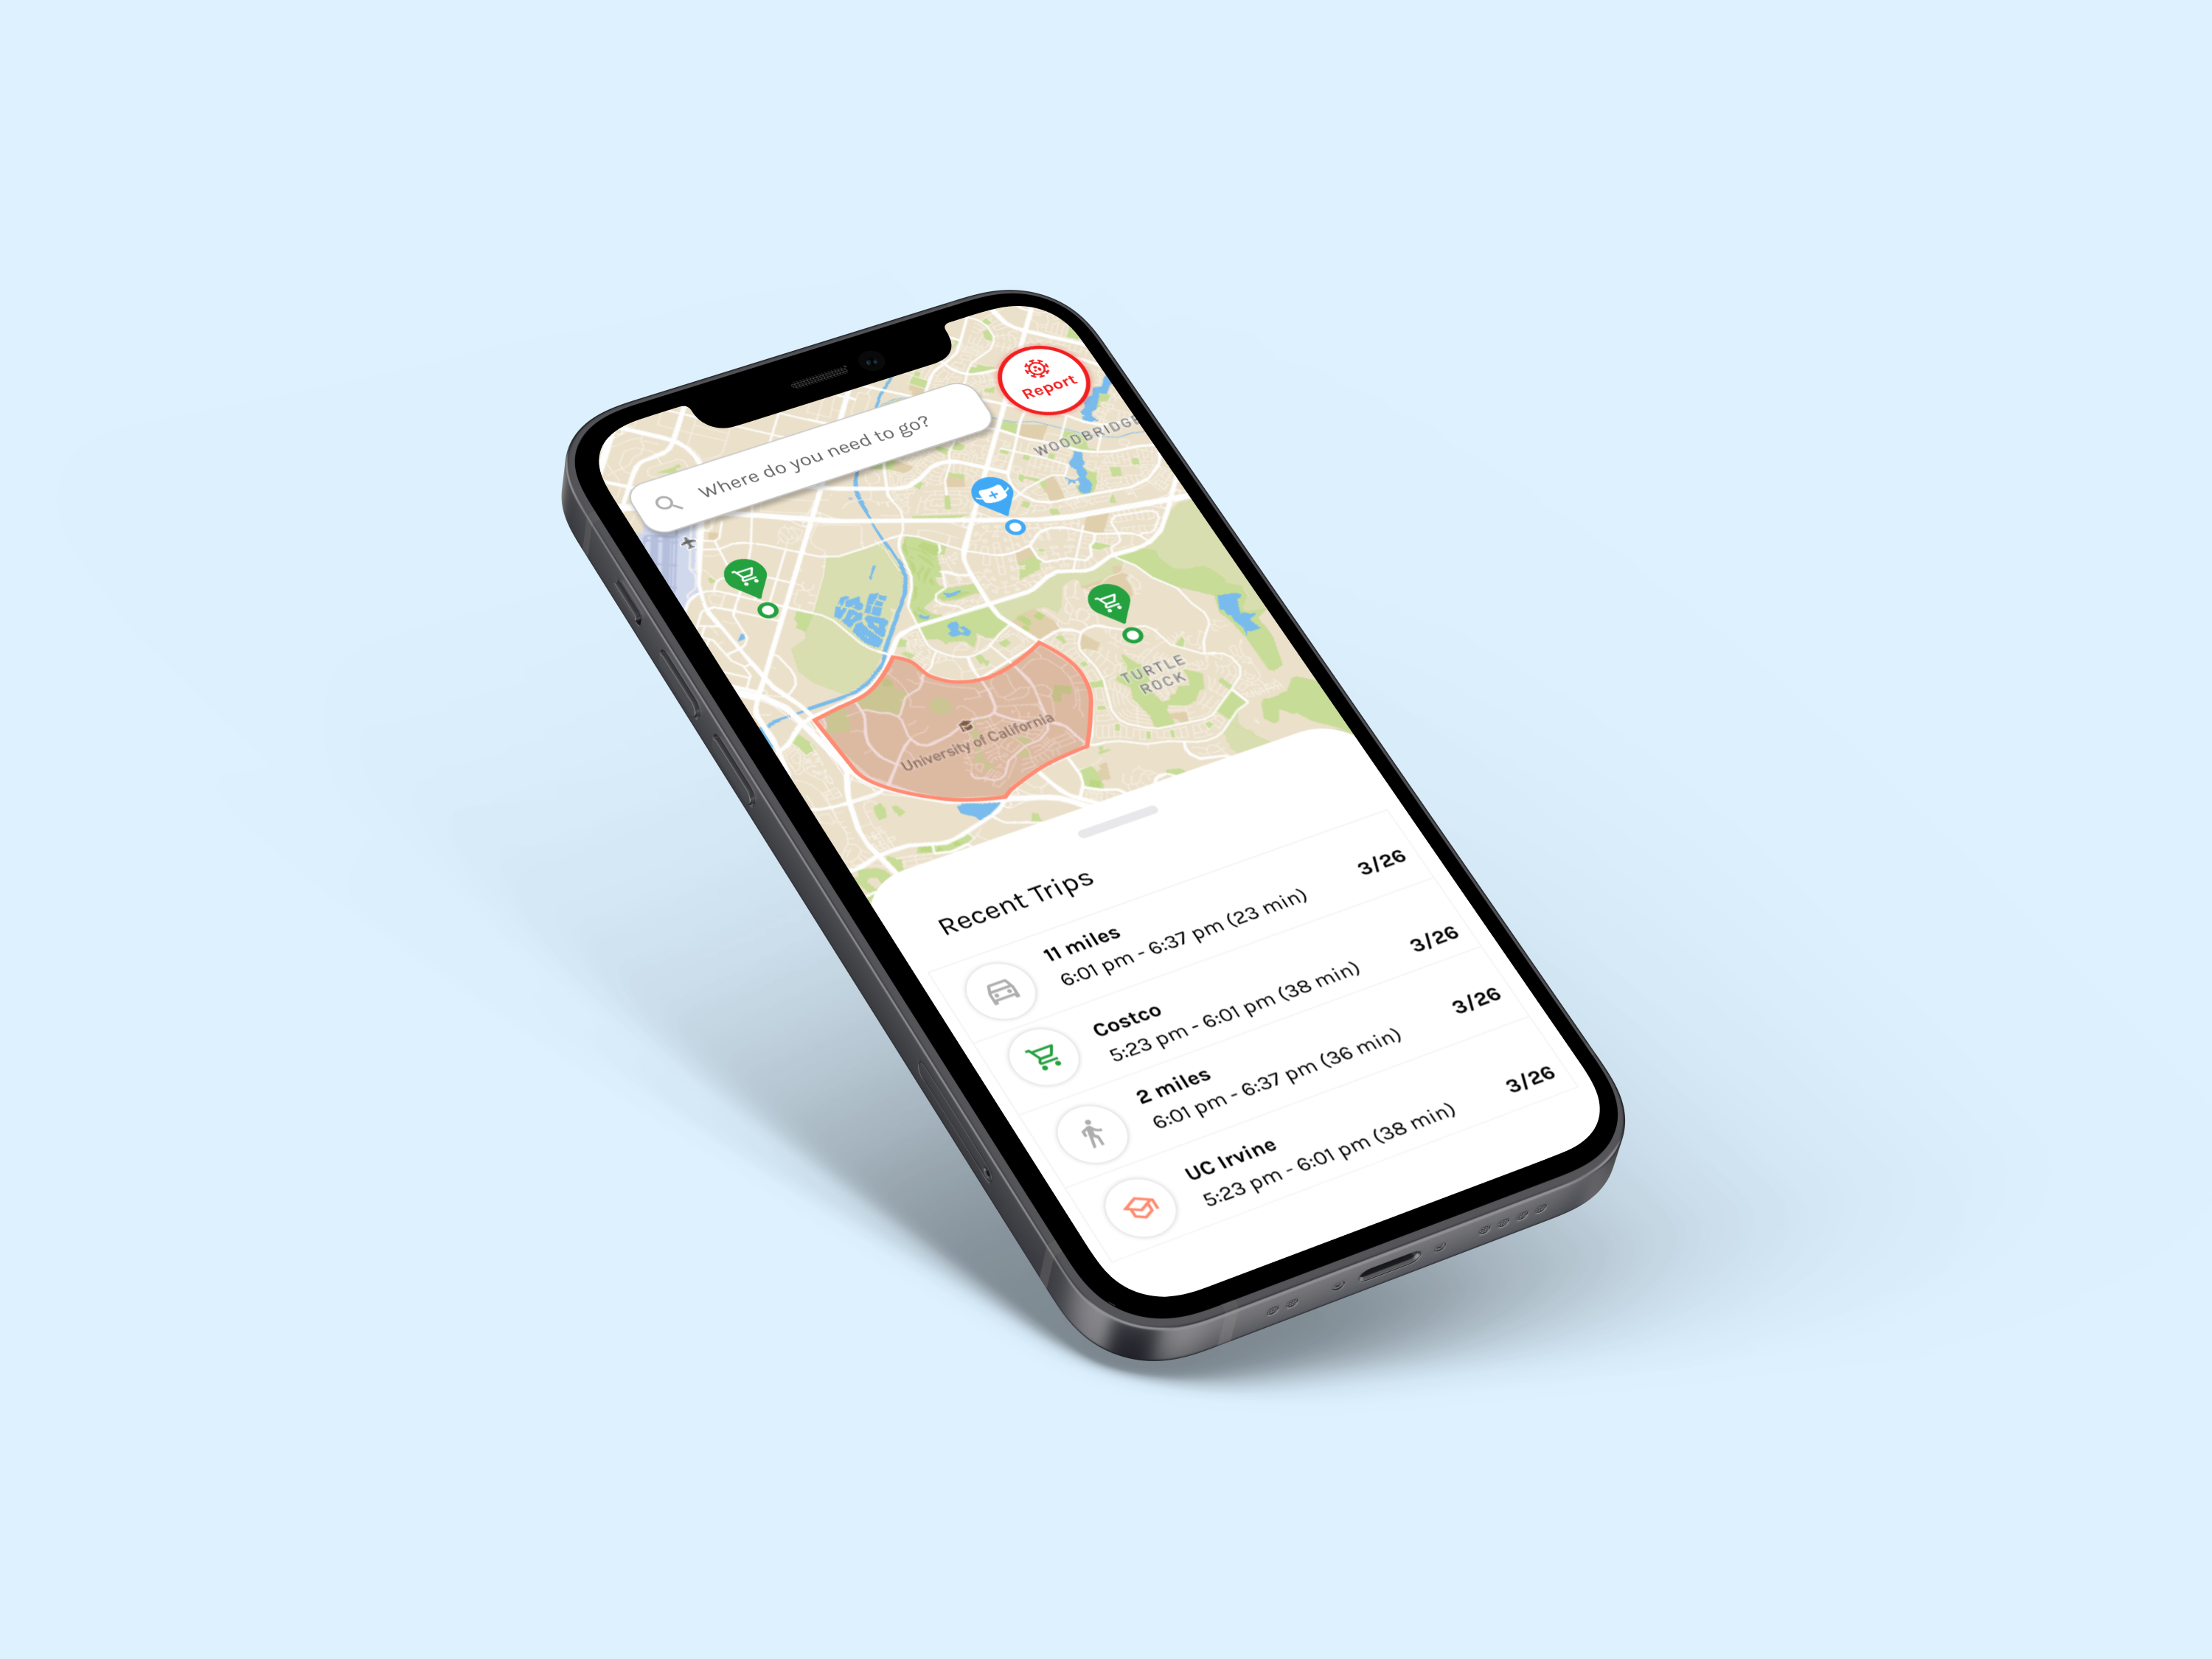 Report
Where do you need to go?
WOODBRIDGE
TURTLE
ROCK
University of California
Recent Trips
11 miles
6:01 pm - 6:37 pm (23 min)
3/26
Costco
5:23 pm - 6:01 pm (38 min)
3/26
2 miles
6:01 pm - 6:37 pm (36 min)
3/26
UC Irvine
5:23 pm - 6:01 pm (38 min)
3/26